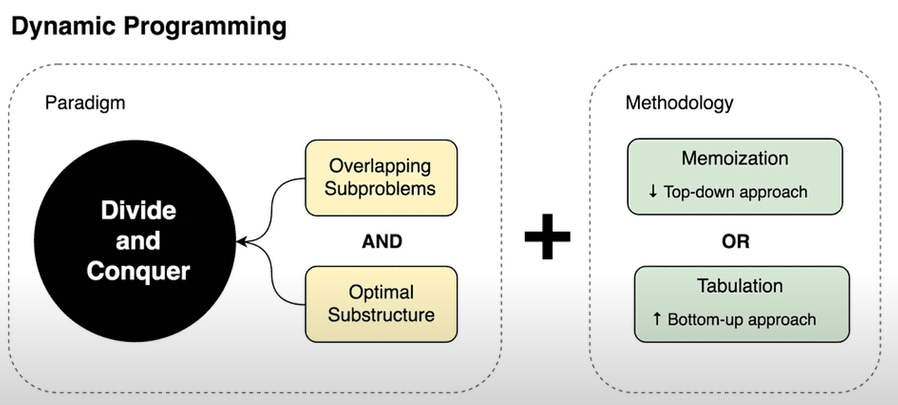 Dynamic Programming
Paradigm
Divide
and
Conquer
Overlapping
Subproblems
AND
Optimal
Substructure
+
Methodology
Memoization
↓ Top-down approach
OR
Tabulation
↑ Bottom-up approach